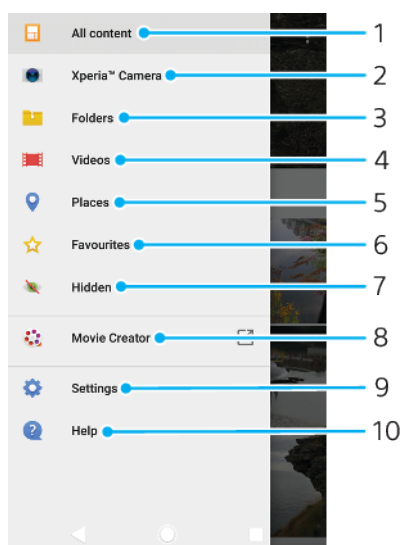 All content 1
Xperia™ Camera 2
Folders 3
Videos 4
Places 5
Favourites 6
Hidden 7
Movie Creator 8
Settings 9
Help 10